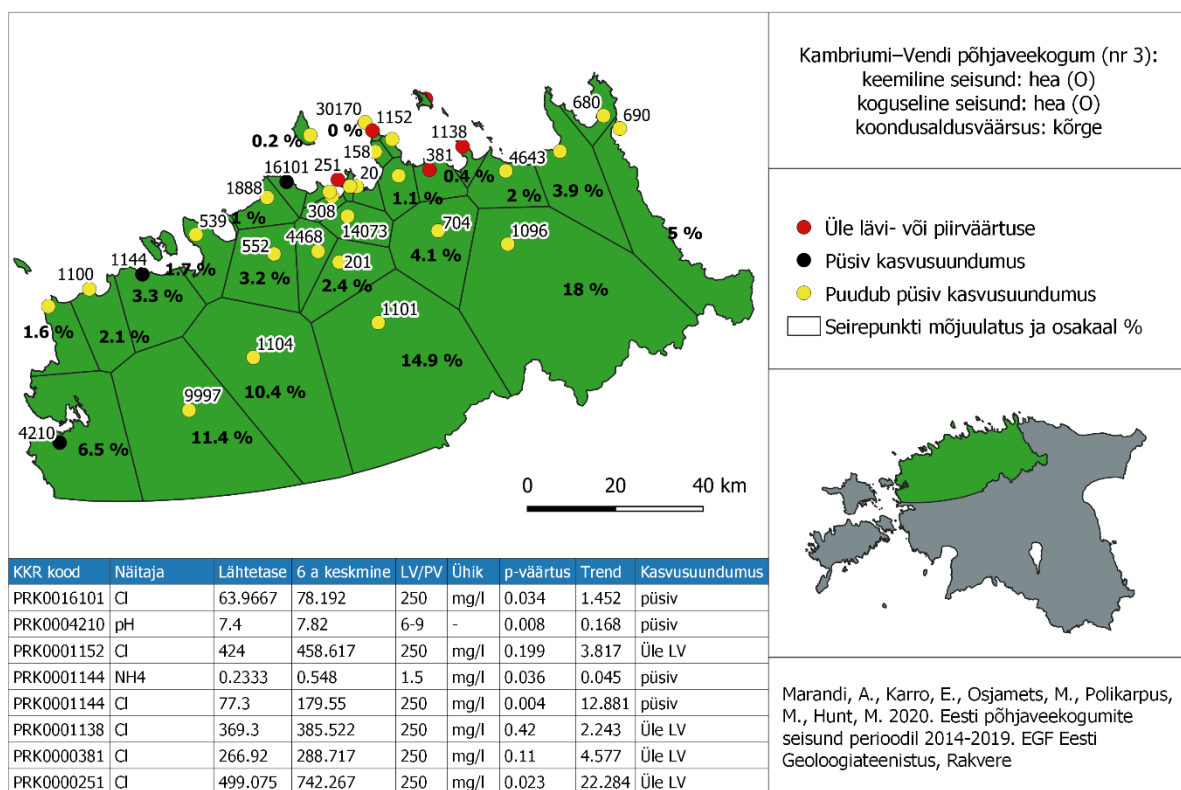 30170
1152
680
690
0 %
0.2 %
1138
158
381
4643
16101
251
20
0.4 %
1888
1.1 %
2 %
3.9 %
1 %
308
539
14073
704
5 %
552
4468
1096
1144
1.7 %
201
4.1 %
1100
3.3 %
3.2 %
2.4 %
18 %
1.6 %
2.1 %
1101
1104
14.9 %
10.4 %
9997
4210
11.4 %
6.5 %
0 20 40 km
KKR kood Näitaja Lähtetase 6 a keskmine LV/PV Ühik p-väärtus Trend Kasvusuundumus
PRK0016101 Cl 63.9667 78.192 250 mg/l 0.034 1.452 püsiv
PRK0004210 pH 7.4 7.82 6-9 - 0.008 0.168 püsiv
PRK0001152 Cl 424 458.617 250 mg/l 0.199 3.817 Üle LV
PRK0001144 NH4 0.2333 0.548 1.5 mg/l 0.036 0.045 püsiv
PRK0001144 Cl 77.3 179.55 250 mg/l 0.004 12.881 püsiv
PRK0001138 Cl 369.3 385.522 250 mg/l 0.42 2.243 Üle LV
PRK0000381 Cl 266.92 288.717 250 mg/l 0.11 4.577 Üle LV
PRK0000251 Cl 499.075 742.267 250 mg/l 0.023 22.284 Üle LV
Kambriumi–Vendi põhjaveekogum (nr 3):
keemiline seisund: hea (O)
koguseline seisund: hea (O)
koondusaldusväärsus: kõrge
Üle lävi- või piirväärtuse
Püsiv kasvusuundumus
Puudub püsiv kasvusuundumus
Seirepunkti mõjuulatus ja osakaal %
Marandi, A., Karro, E., Osjamets, M., Polikarpus,
M., Hunt, M. 2020. Eesti põhjaveekogumite
seisund perioodil 2014-2019. EGF Eesti
Geoloogiateenistus, Rakvere